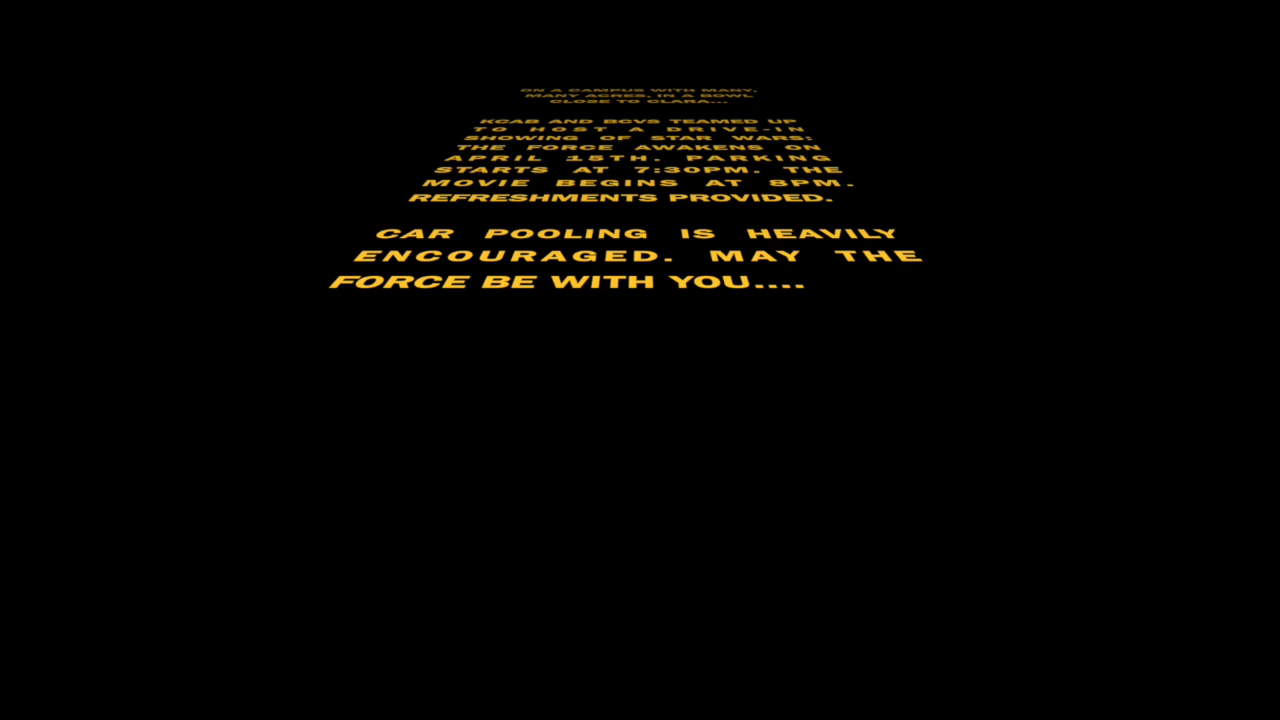 ON A CAMPUS WITH MANY,
MANY ACRES, IN A BOWL
CLOSE TO CLARA...
KCAB AND BCVS TEAMED UP
TO HOST A DRIVE-IN
SHOWING OF STAR WARS:
THE FORCE AWAKENS ON
APRIL 15TH. PARKING
STARTS AT 7:30PM. THE
MOVIE BEGINS AT 8PM.
REFRESHMENTS PROVIDED.
CAR POOLING IS HEAVILY
ENCOURAGED. MAY THE
FORCE BE WITH YOU....